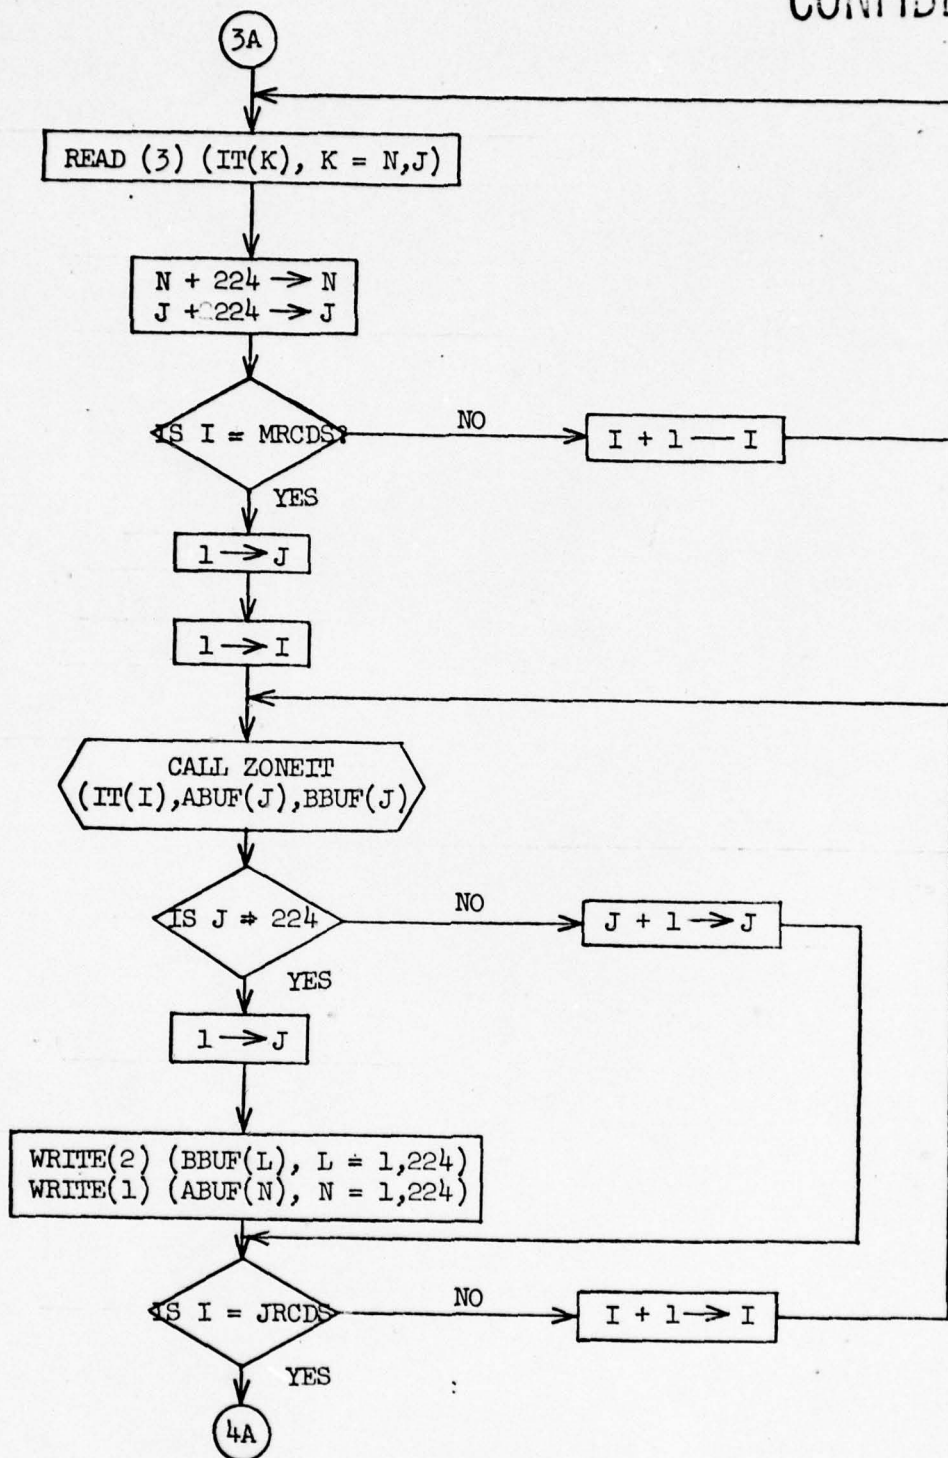 3A
READ (3) (IT(K), K = N,J)
N + 224 → N
J + 224 → J
IS I = MRCDS?
NO
I + 1 — I
YES
1 → J
1 → I
CALL ZONEIT
(IT(I),ABUF(J),BBUF(J)
IS J = 224
NO
J + 1 → J
YES
1 → J
WRITE(2) (BBUF(L), L = 1,224)
WRITE(1) (ABUF(N), N = 1,224)
IS I = JRCDS
NO
I + 1 → I
YES
4A